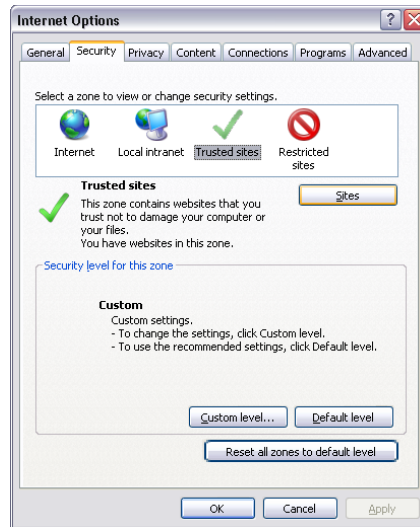 Internet Options
General Security Privacy Content Connections Programs Advanced
Select a zone to view or change security settings.
Internet Local intranet Trusted sites Restricted
sites
Trusted sites
Sites
This zone contains websites that you
trust not to damage your computer or
your files.
You have websites in this zone.
Security level for this zone
Custom
Custom settings.
- To change the settings, click Custom level.
- To use the recommended settings, click Default level.
Custom level... Default level
Reset all zones to default level
OK Cancel Apply